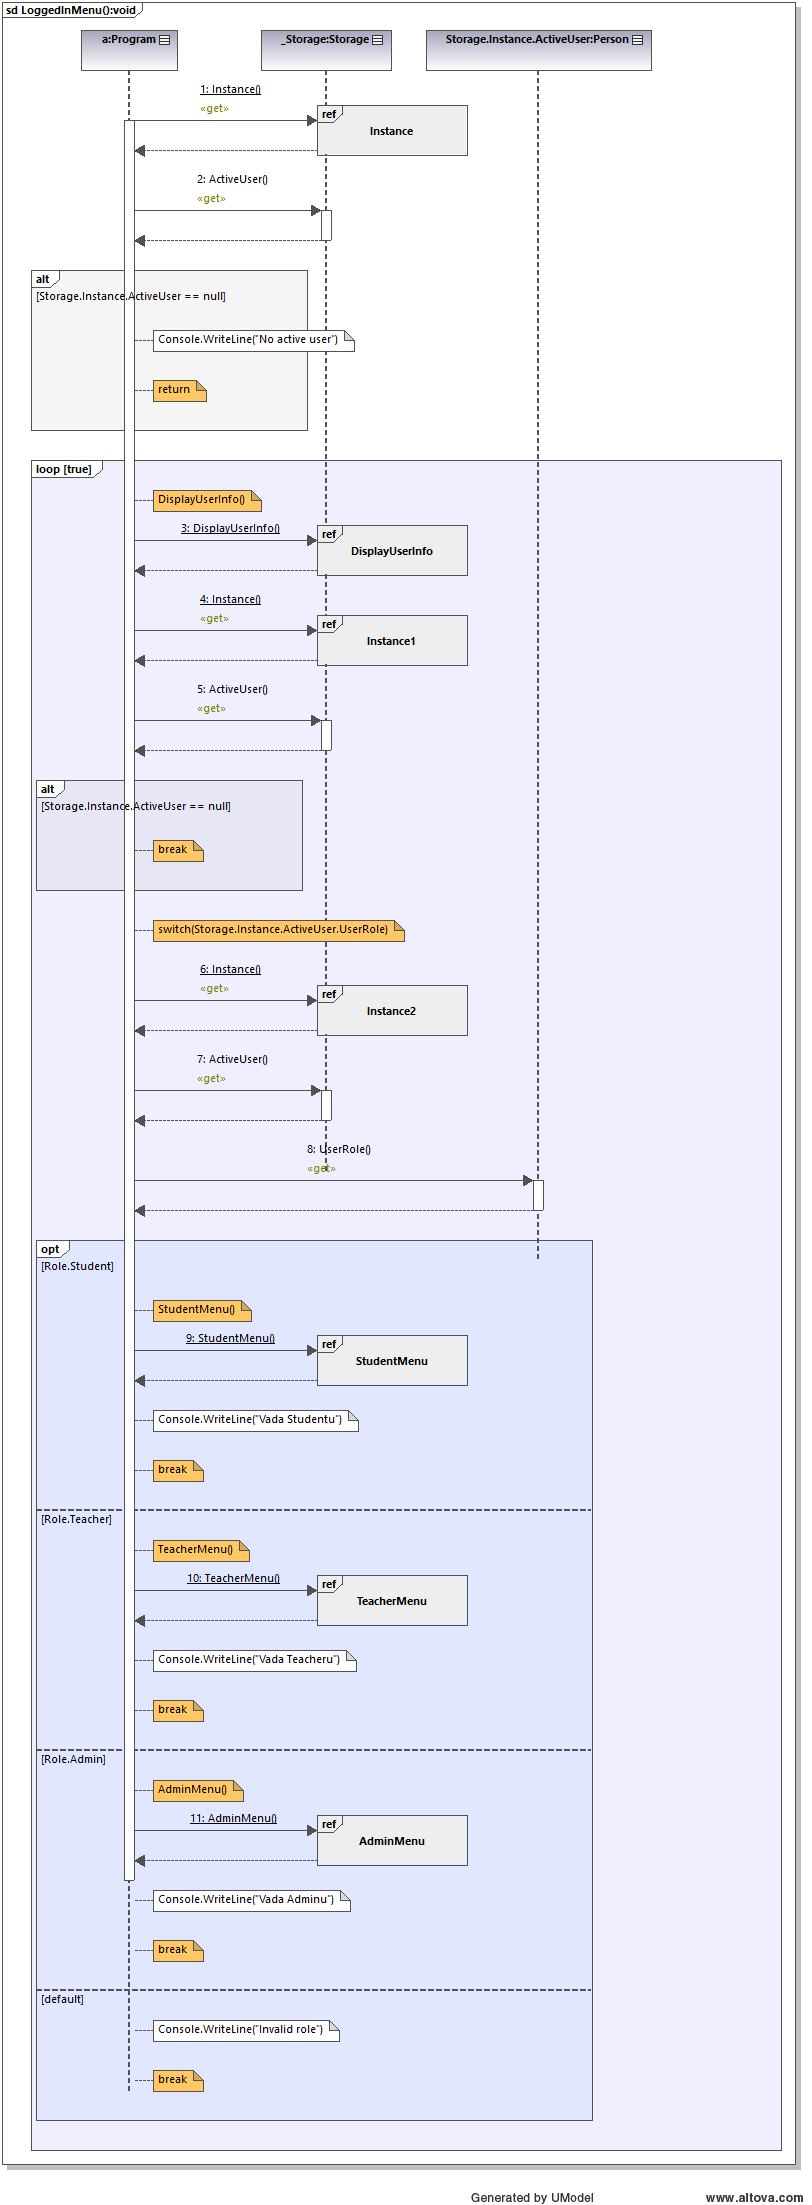 sd LoggedInMenu():void
a:Program
_Storage:Storage
Storage.Instance.ActiveUser:Person
1: Instance()
«get»
ref
Instance
2: ActiveUser()
«get»
alt
[Storage.Instance.ActiveUser == null]
Console.WriteLine("No active user")
return
loop [true]
DisplayUserInfo()
3: DisplayUserInfo()
ref
DisplayUserInfo
4: Instance()
«get»
ref
Instance1
5: ActiveUser()
«get»
alt
[Storage.Instance.ActiveUser == null]
break
switch(Storage.Instance.ActiveUser.UserRole)
6: Instance()
«get»
ref
Instance2
7: ActiveUser()
«get»
8: UserRole()
«get»
opt
[Role.Student]
StudentMenu()
9: StudentMenu()
ref
StudentMenu
Console.WriteLine("Vada Studentu")
break
[Role.Teacher]
TeacherMenu()
10: TeacherMenu()
ref
TeacherMenu
Console.WriteLine("Vada Teacheru")
break
[Role.Admin]
AdminMenu()
11: AdminMenu()
ref
AdminMenu
Console.WriteLine("Vada Adminu")
break
[default]
Console.WriteLine("Invalid role")
break
Generated by UModel
www.altova.com